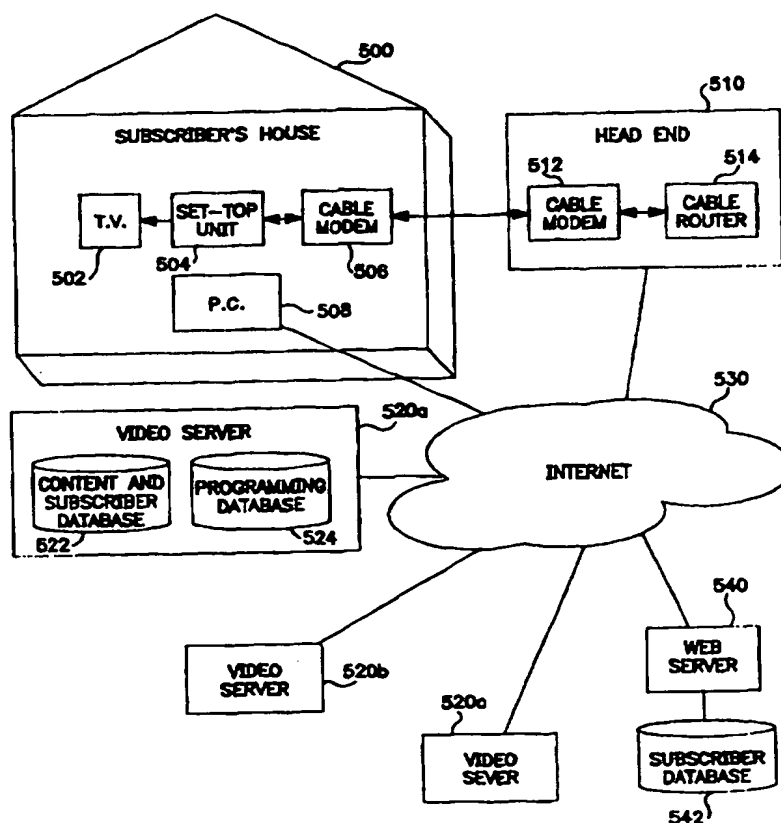 500
SUBSCRIBER'S HOUSE
T.V.
502
SET-TOP
UNIT
504
CABLE
MODEM
506
P.C.
508
510
HEAD END
512
CABLE
MODEM
514
CABLE
ROUTER
520a
VIDEO SERVER
CONTENT AND
SUBSCRIBER
DATABASE
522
PROGRAMMING
DATABASE
524
530
INTERNET
VIDEO
SERVER
520b
520c
VIDEO
SEVER
540
WEB
SERVER
SUBSCRIBER
DATABASE
542